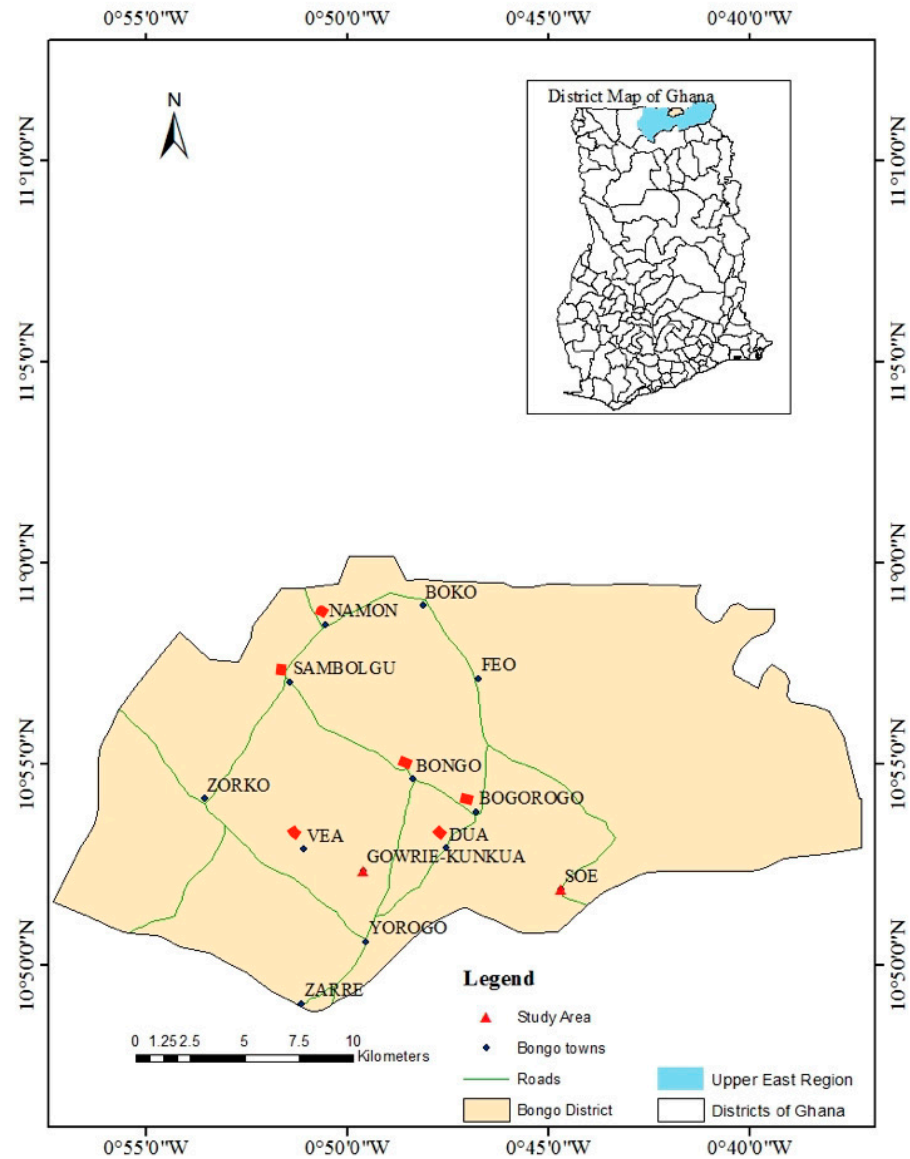 0°55'0"W 0°50'0"W 0°45'0"W 0°40'0"W
N
District Map of Ghana
11°10'0"N 11°10'0"N
11°5'0"N 11°5'0"N
11°0'0"N 11°0'0"N
BOKO
NAMON
SAMBOLGU
FEO
10°55'0"N 10°55'0"N
BONGO
ZORKO
BOGOROGO
VEA
DUA
GOWRIE-KUNKUA
SOE
YOROGO
10°50'0"N 10°50'0"N
ZARRE
Legend
Study Area
Bongo towns
Roads
Bongo District
Upper East Region
Districts of Ghana
0 1.25 2.5 5 7.5 10
Kilometers
0°55'0"W 0°50'0"W 0°45'0"W 0°40'0"W